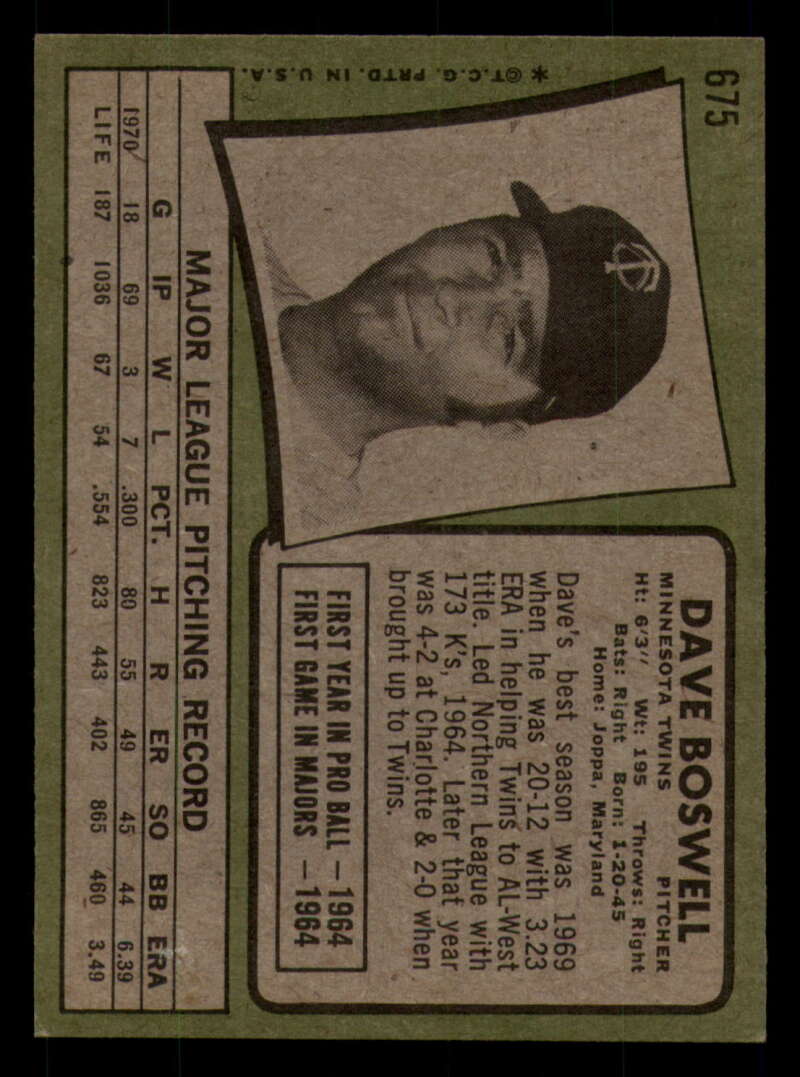 675
* ©T.C.G. PRTD. IN U.S.A.
TC
DAVE BOSWELL
MINNESOTA TWINS PITCHER
Ht: 6'3" Wt: 195 Throws: Right
Bats: Right Born: 1-20-45
Home: Joppa, Maryland
Dave's best season was 1969
when he was 20-12 with 3.23
ERA in helping Twins to AL-West
title. Led Northern League with
173 K's, 1964. Later that year
was 4-2 at Charlotte & 2-0 when
brought up to Twins.
FIRST YEAR IN PRO BALL — 1964
FIRST GAME IN MAJORS — 1964
MAJOR LEAGUE PITCHING RECORD
G IP W L PCT. H R ER SO BB ERA
1970 18 69 3 7 .300 80 55 49 45 44 6.39
LIFE 187 1036 67 54 .554 823 443 402 865 460 3.49